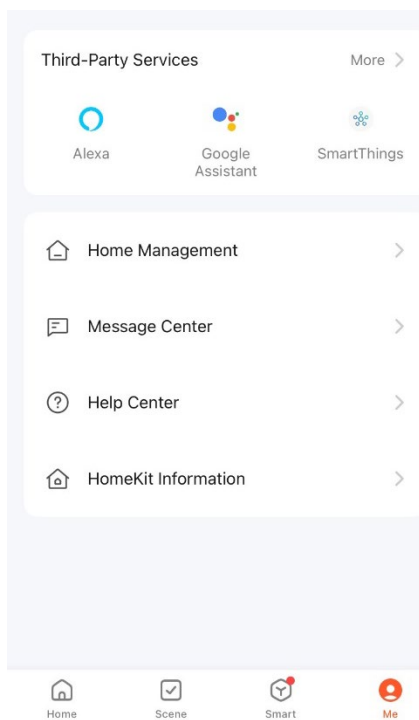 Third-Party Services More
Alexa Google Assistant SmartThings
Home Management
Message Center
Help Center
HomeKit Information
Home Scene Smart Me